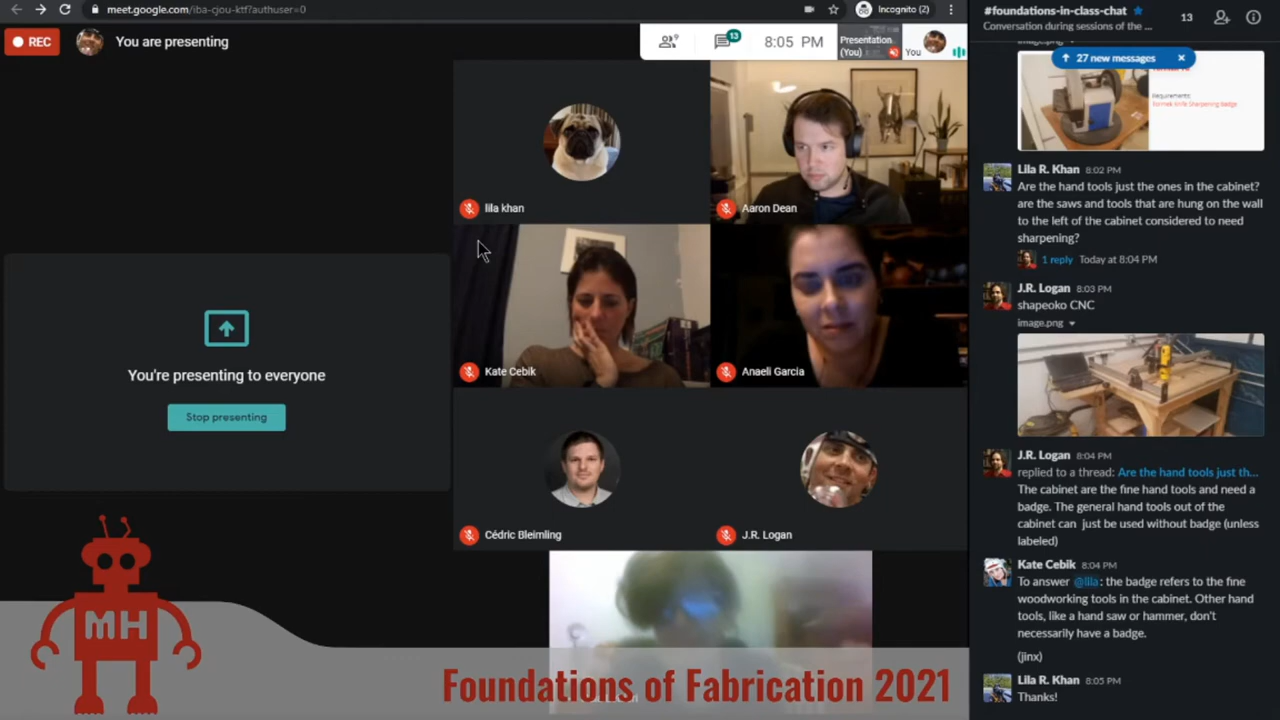 meet.google.com/iba-cjou-ktf?authuser=0
Incognito (2)
REC
You are presenting
9
13
8:05 PM
Presentation
(You)
You
You're presenting to everyone
Stop presenting
lila khan
Aaron Dean
Kate Cebik
Anaeli Garcia
Cédric Bleimling
J.R. Logan
MH
Foundations of Fabrication 2021
#foundations-in-class-chat
13
Conversation during sessions of the ...
27 new messages
Requirements:
Tormek Knife Sharpening Badge
Lila R. Khan 8:02 PM
Are the hand tools just the ones in the cabinet?
are the saws and tools that are hung on the wall
to the left of the cabinet considered to need
sharpening?
1 reply Today at 8:04 PM
J.R. Logan 8:03 PM
shapeoko CNC
image.png
J.R. Logan 8:04 PM
replied to a thread: Are the hand tools just th...
The cabinet are the fine hand tools and need a
badge. The general hand tools out of the
cabinet can just be used without badge (unless
labeled)
Kate Cebik 8:04 PM
To answer @lila: the badge refers to the fine
woodworking tools in the cabinet. Other hand
tools, like a hand saw or hammer, don't
necessarily have a badge.
(jinx)
Lila R. Khan 8:05 PM
Thanks!